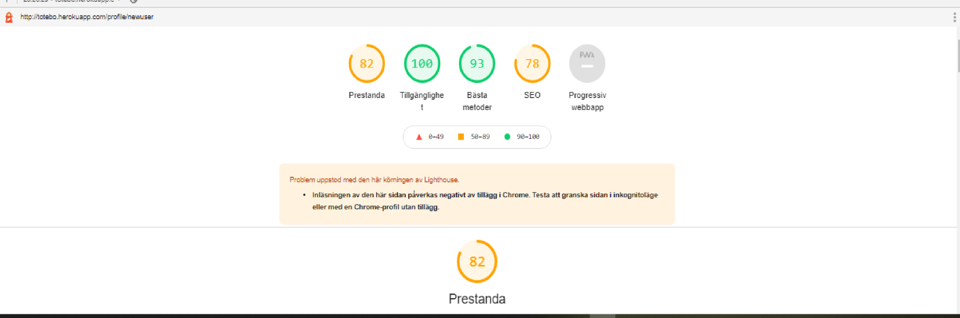 http://totebo.herokuapp.com/profile/newuser
82
100
93
78
PWA
Prestanda
Tillgänglighe
t
Bästa
metoder
SEO
Progressiv
webbapp
0–49
50–89
90–100
Problem uppstod med den här körningen av Lighthouse.
• Inläsningen av den här sidan påverkas negativt av tillägg i Chrome. Testa att granska sidan i inkognitoläge
eller med en Chrome-profil utan tillägg.
82
Prestanda